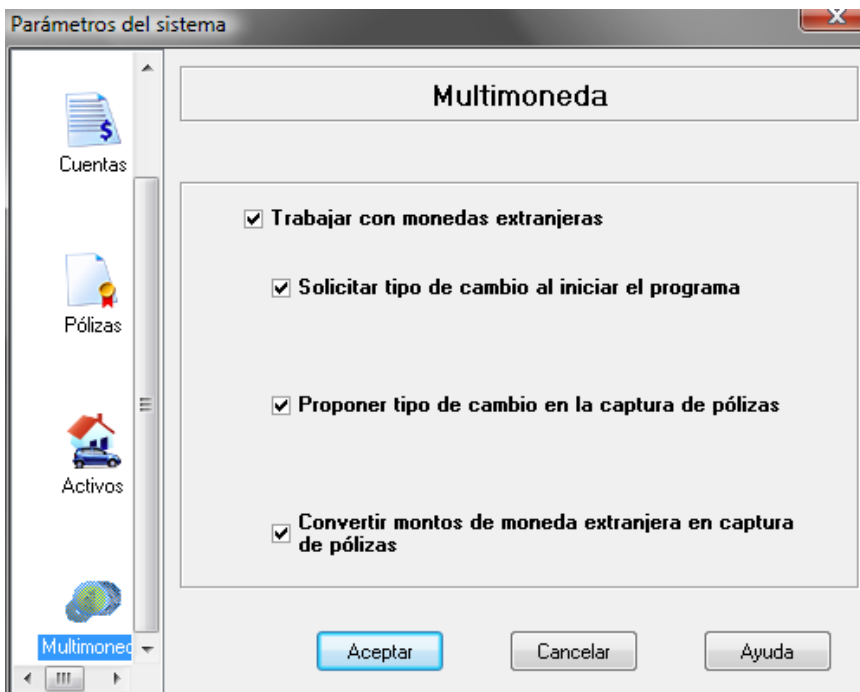 Parámetros del sistema
Multimoneda
Cuentas
Pólizas
Activos
Multimoned
Trabajar con monedas extranjeras
Solicitar tipo de cambio al iniciar el programa
Proponer tipo de cambio en la captura de pólizas
Convertir montos de moneda extranjera en captura
de pólizas
Aceptar
Cancelar
Ayuda